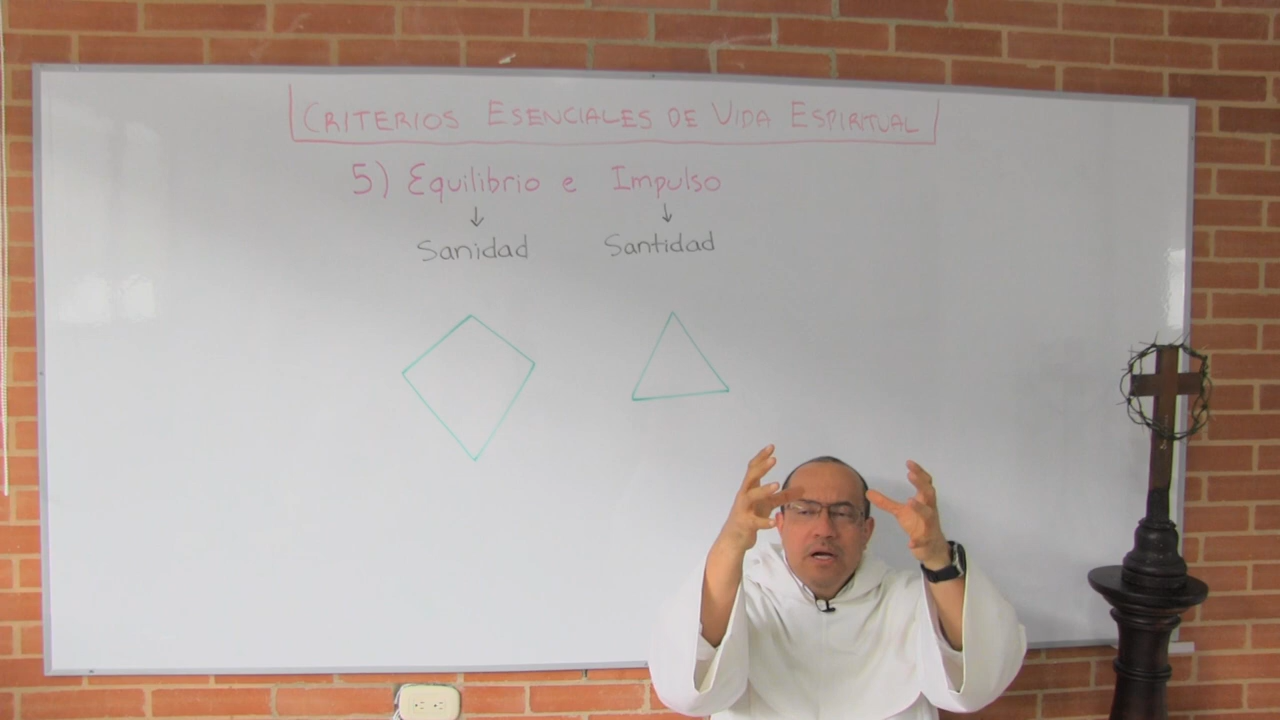 CRITERIOS ESENCIALES DE VIDA ESPIRITUAL
5) Equilibrio e Impulso
Sanidad Santidad